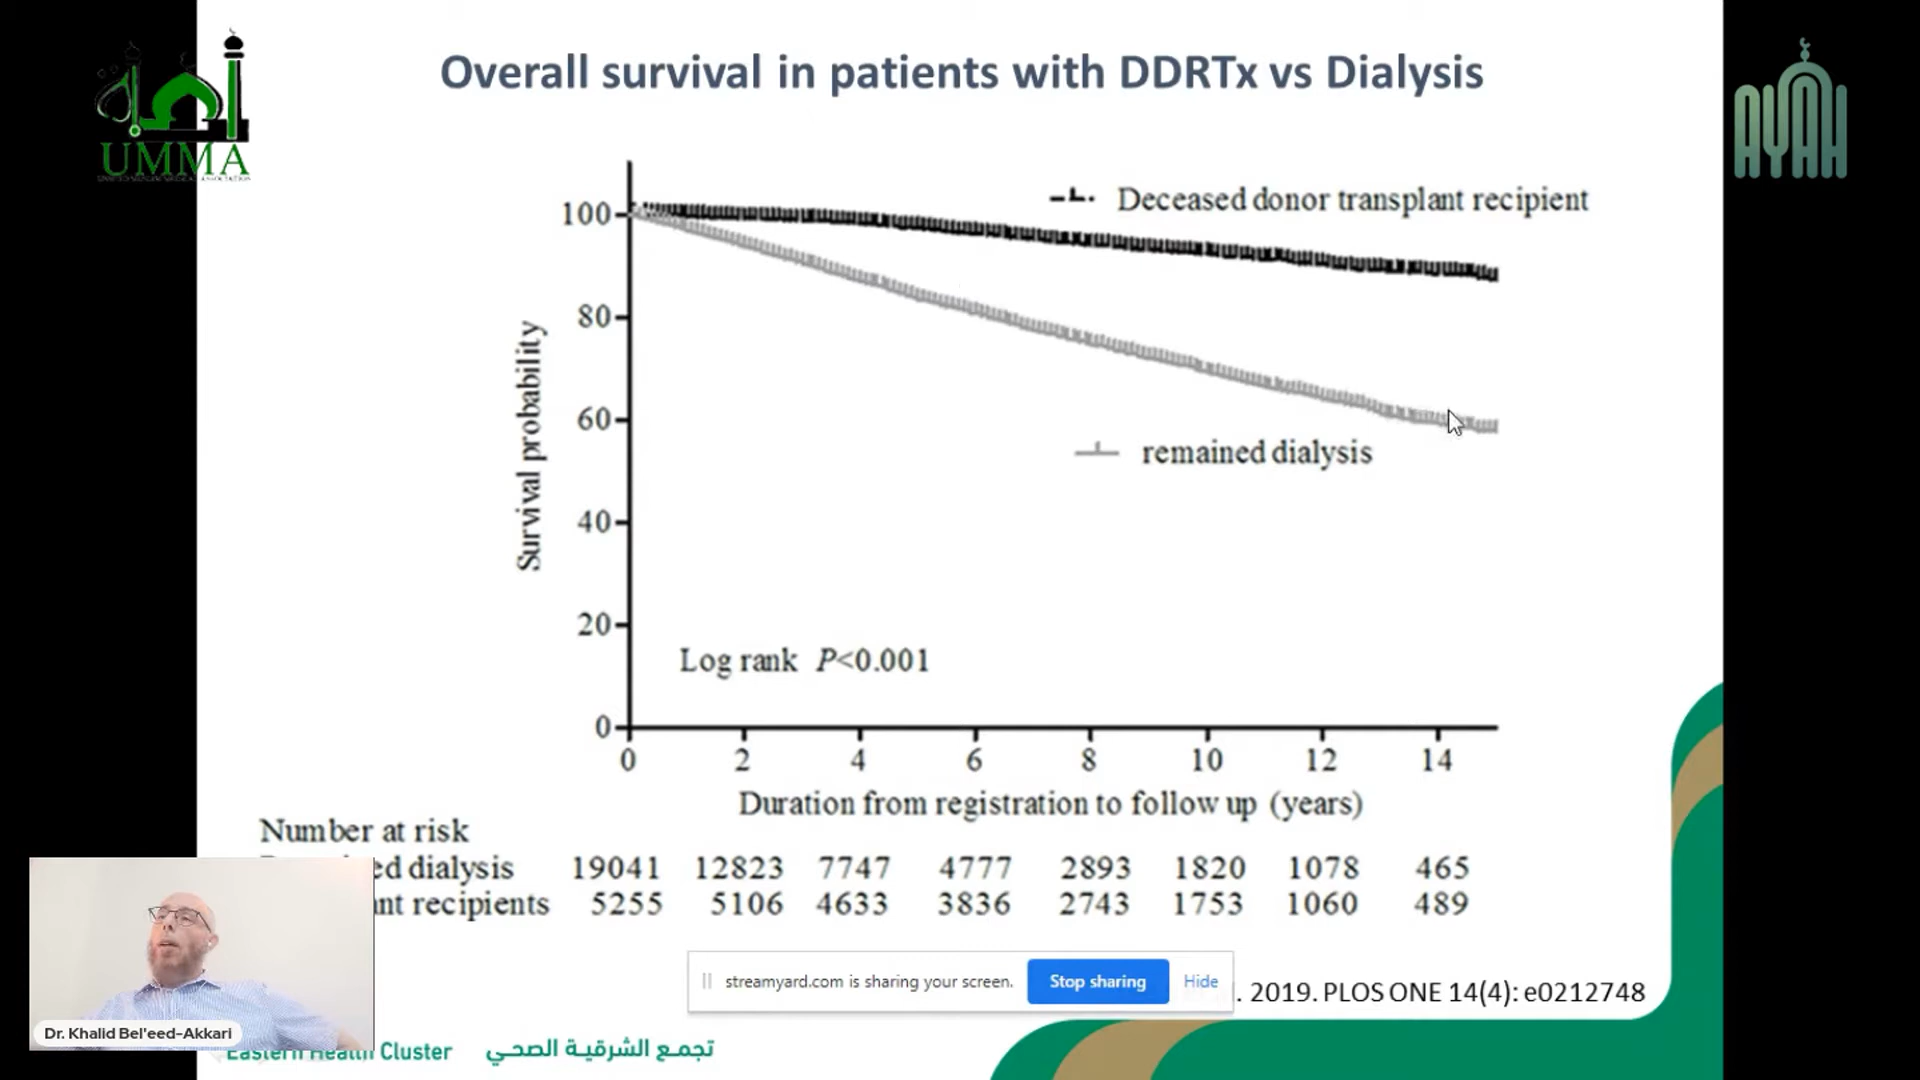 UMMA
AYAH
Overall survival in patients with DDRTx vs Dialysis
Deceased donor transplant recipient
remained dialysis
Survival probability
100
80
60
40
20
0
Log rank P<0.001
0 2 4 6 8 10 12 14
Duration from registration to follow up (years)
Number at risk
ed dialysis 19041 12823 7747 4777 2893 1820 1078 465
nt recipients 5255 5106 4633 3836 2743 1753 1060 489
streamyard.com is sharing your screen. Stop sharing Hide
. 2019. PLOS ONE 14(4): e0212748
Dr. Khalid Bel'eed-Akkari
Eastern Health Cluster تجمع الشرقية الصحي